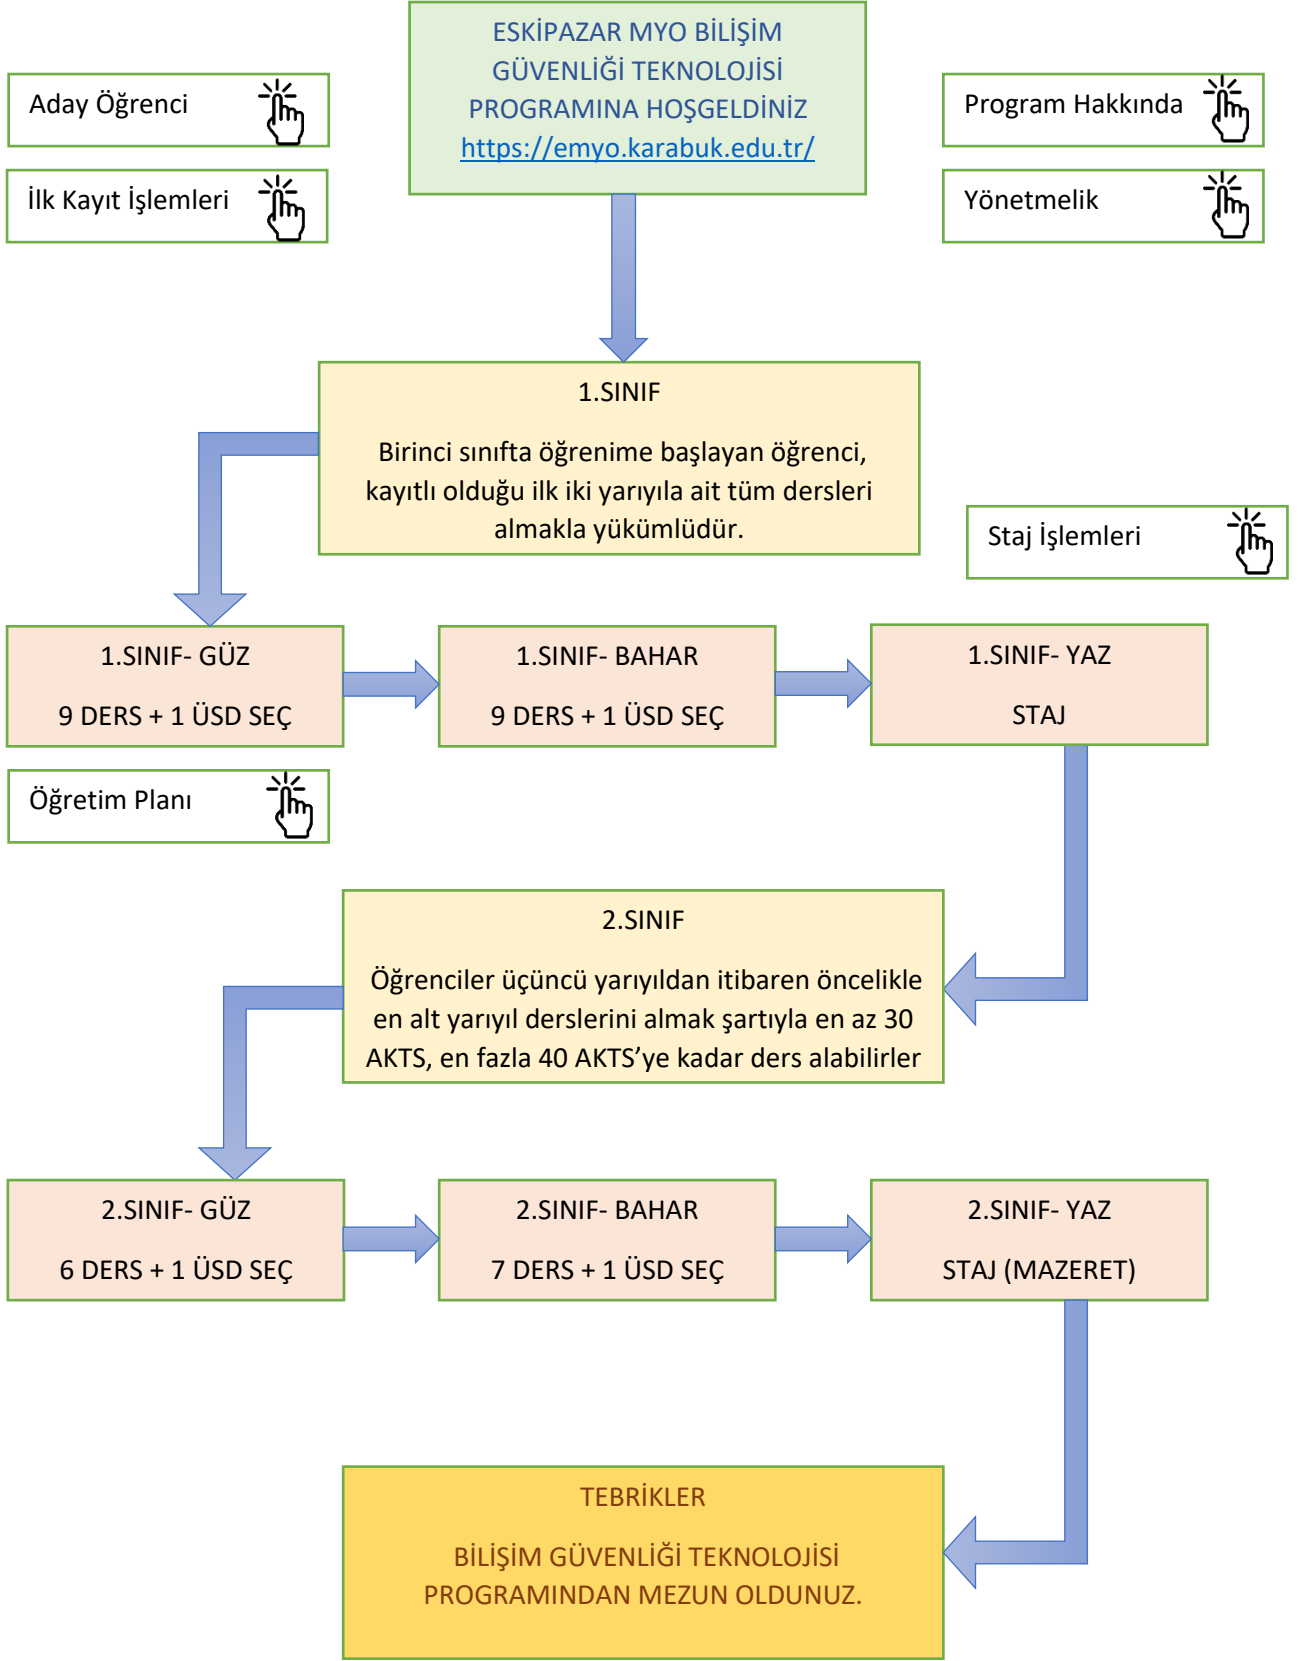 ESKİPAZAR MYO BİLİŞİM
GÜVENLİĞİ TEKNOLOJİSİ
PROGRAMINA HOŞGELDİNİZ
https://emyo.karabuk.edu.tr/
Aday Öğrenci
Program Hakkında
İlk Kayıt İşlemleri
Yönetmelik
1.SINIF
Birinci sınıfta öğrenime başlayan öğrenci,
kayıtlı olduğu ilk iki yarıyıla ait tüm dersleri
almakla yükümlüdür.
Staj İşlemleri
1.SINIF- GÜZ
9 DERS + 1 ÜSD SEÇ
1.SINIF- BAHAR
9 DERS + 1 ÜSD SEÇ
1.SINIF- YAZ
STAJ
Öğretim Planı
2.SINIF
Öğrenciler üçüncü yarıyıldan itibaren öncelikle
en alt yarıyıl derslerini almak şartıyla en az 30
AKTS, en fazla 40 AKTS’ye kadar ders alabilirler
2.SINIF- GÜZ
6 DERS + 1 ÜSD SEÇ
2.SINIF- BAHAR
7 DERS + 1 ÜSD SEÇ
2.SINIF- YAZ
STAJ (MAZERET)
TEBRİKLER
BİLİŞİM GÜVENLİĞİ TEKNOLOJİSİ
PROGRAMINDAN MEZUN OLDUNUZ.